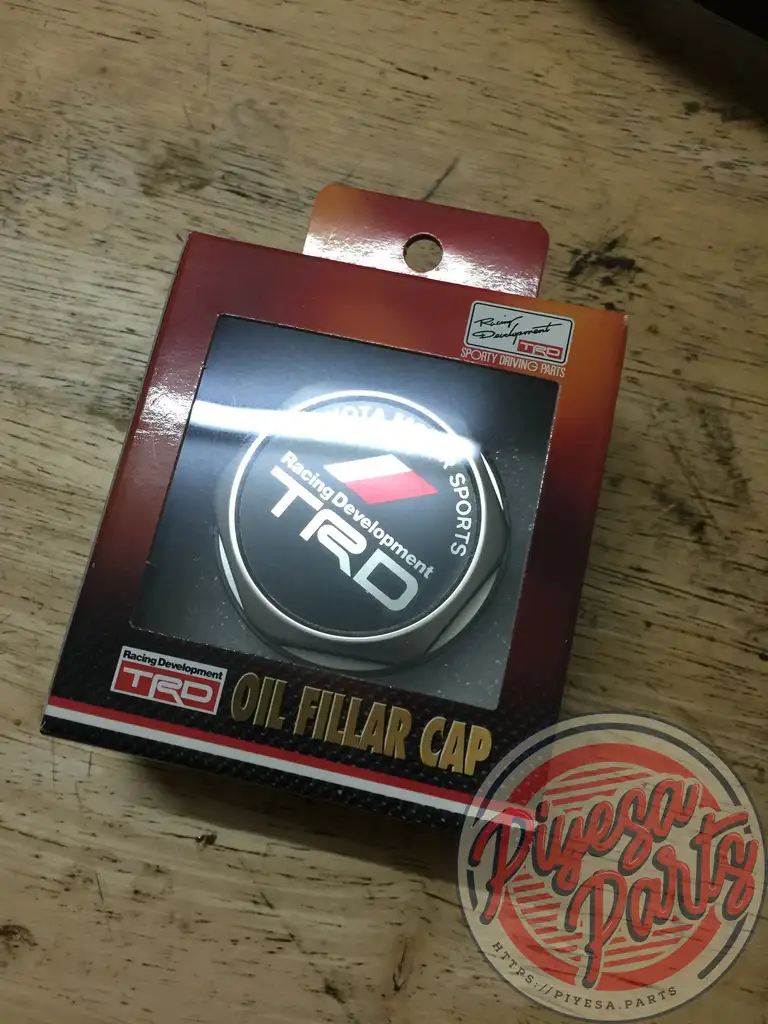 Racing
Development
TRD
SPORTY DRIVING PARTS
MOTOR SPORTS
Racing Development
TRD
Racing Development
TRD
OIL FILLAR CAP
Piyesa
Parts
HTTPS://PIYESA.PARTS